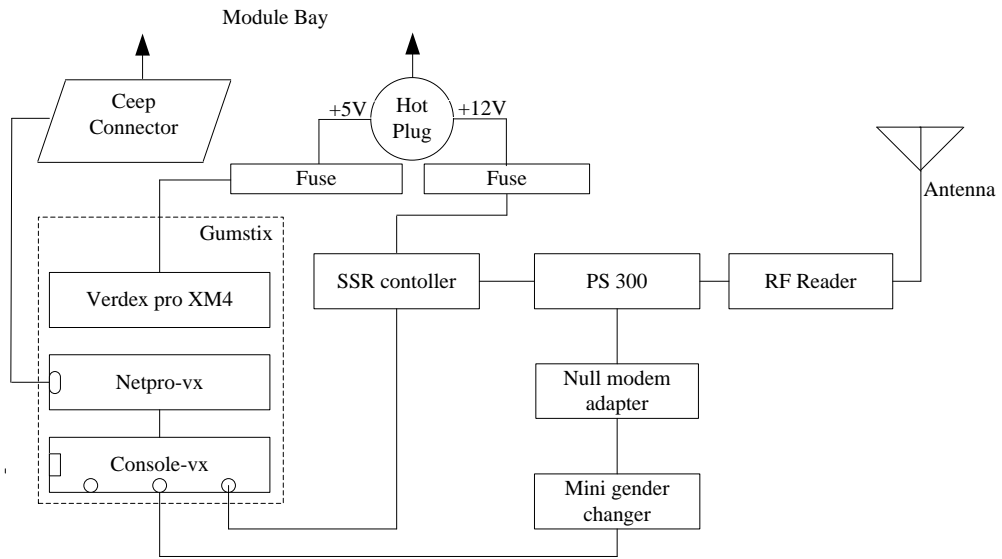 Module Bay
Ceep
Connector
+5V
Hot
Plug
+12V
Fuse
Fuse
Antenna
Gumstix
Verdex pro XM4
SSR contoller
PS 300
RF Reader
Netpro-vx
Null modem
adapter
Console-vx
Mini gender
changer